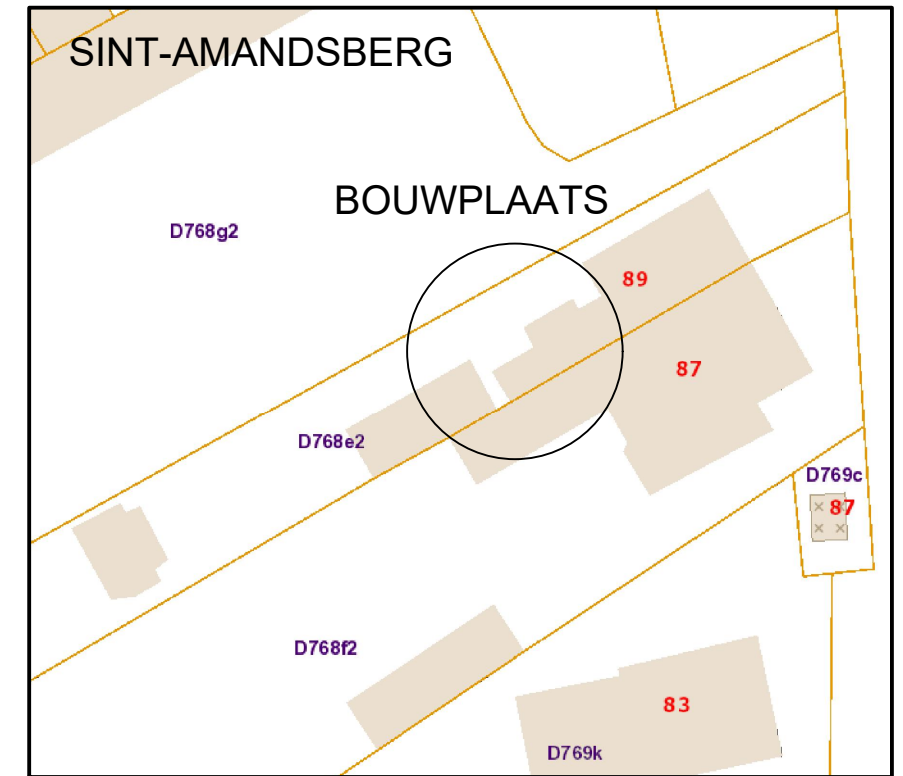 SINT-AMANDSBERG
BOUWPLAATS
D768g2
89
87
D768e2
D769c
87
D768f2
83
D769k